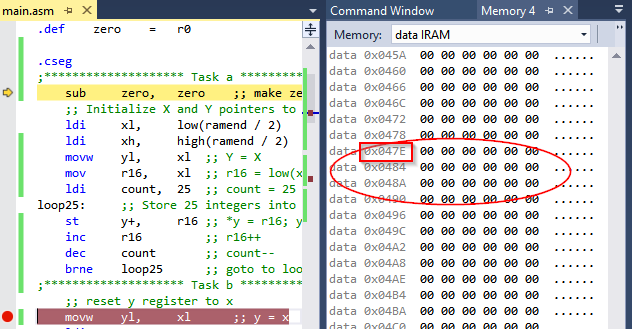 main.asm
.def zero = r0
.cseg
;******************** Task a **********
sub zero, zero ;; make ze
;; Initialize X and Y pointers to
ldi xl, low(ramend / 2)
ldi xh, high(ramend / 2)
movw yl, xl ;; Y = X
mov r16, xl ;; r16 = low(x
ldi count, 25 ;; count = 25
loop25: ;; Store 25 integers into
st y+, r16 ;; *y = r16; y
inc r16 ;; r16++
dec count ;; count--
brne loop25 ;; goto to loo
;******************** Task b **********
;; reset y register to x
movw yl, xl ;; y = x
Command Window Memory 4
Memory: data IRAM
data 0x045A 00 00 00 00 00 00 ......
data 0x0460 00 00 00 00 00 00 ......
data 0x0466 00 00 00 00 00 00 ......
data 0x046C 00 00 00 00 00 00 ......
data 0x0472 00 00 00 00 00 00 ......
data 0x0478 00 00 00 00 00 00 ......
data 0x047E 00 00 00 00 00 00 ......
data 0x0484 00 00 00 00 00 00 ......
data 0x048A 00 00 00 00 00 00 ......
data 0x0490 00 00 00 00 00 00 ......
data 0x0496 00 00 00 00 00 00 ......
data 0x049C 00 00 00 00 00 00 ......
data 0x04A2 00 00 00 00 00 00 ......
data 0x04A8 00 00 00 00 00 00 ......
data 0x04AE 00 00 00 00 00 00 ......
data 0x04B4 00 00 00 00 00 00 ......
data 0x04BA 00 00 00 00 00 00 ......
data 0x04C0 00 00 00 00 00 00 ......